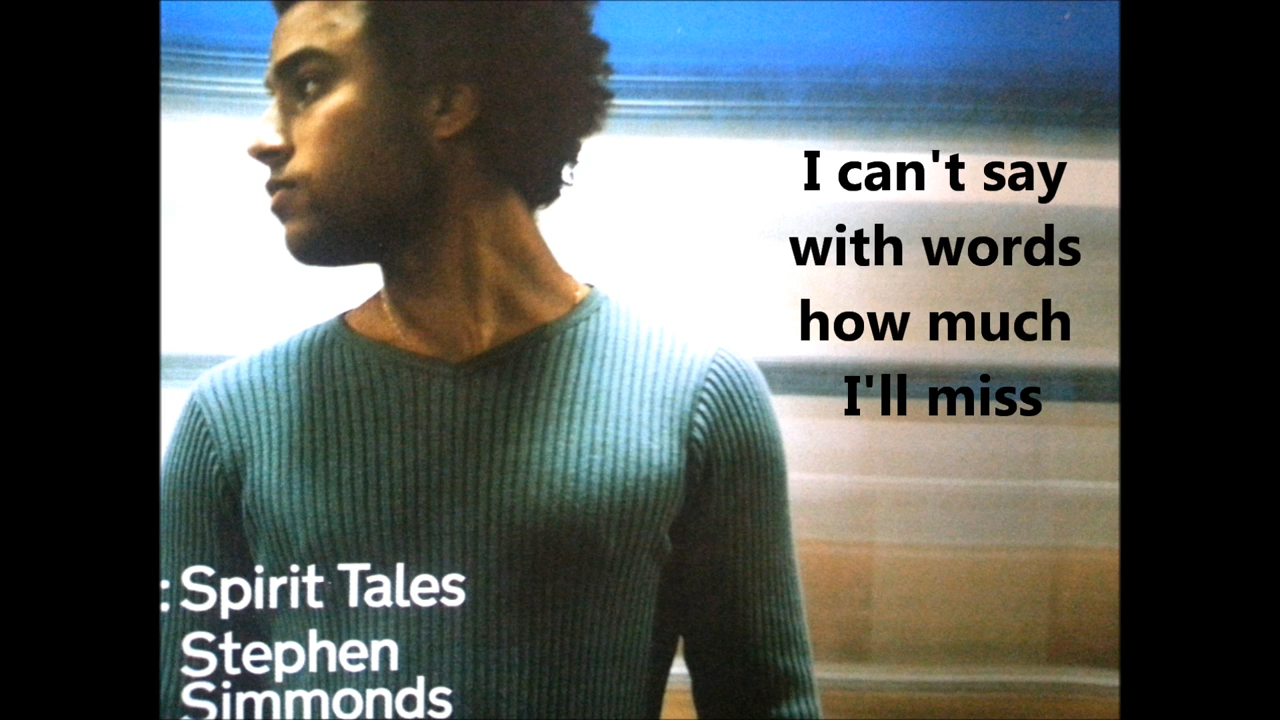 I can't say
with words
how much
I'll miss
: Spirit Tales
Stephen
Simmonds